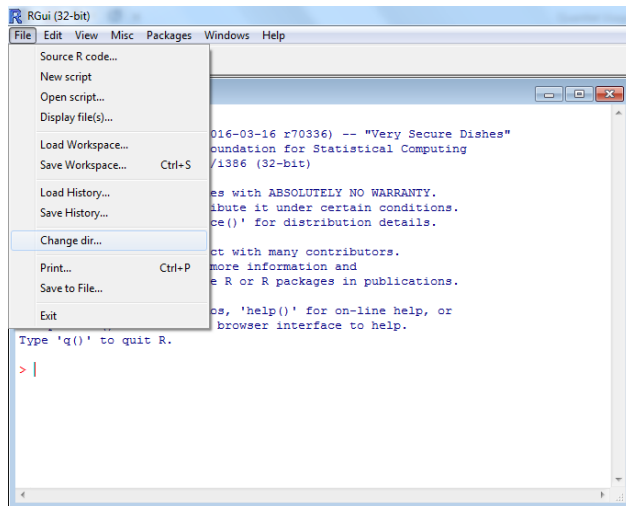 RGui (32-bit)
File Edit View Misc Packages Windows Help
Source R code...
New script
Open script...
Display file(s)...
Load Workspace...
Save Workspace... Ctrl+S
Load History...
Save History...
Change dir...
Print... Ctrl+P
Save to File...
Exit
016-03-16 r70336) -- "Very Secure Dishes"
oundation for Statistical Computing
/i386 (32-bit)
es with ABSOLUTELY NO WARRANTY.
ibute it under certain conditions.
ce()' for distribution details.
ct with many contributors.
more information and
e R or R packages in publications.
os, 'help()' for on-line help, or
browser interface to help.
Type 'q()' to quit R.
>